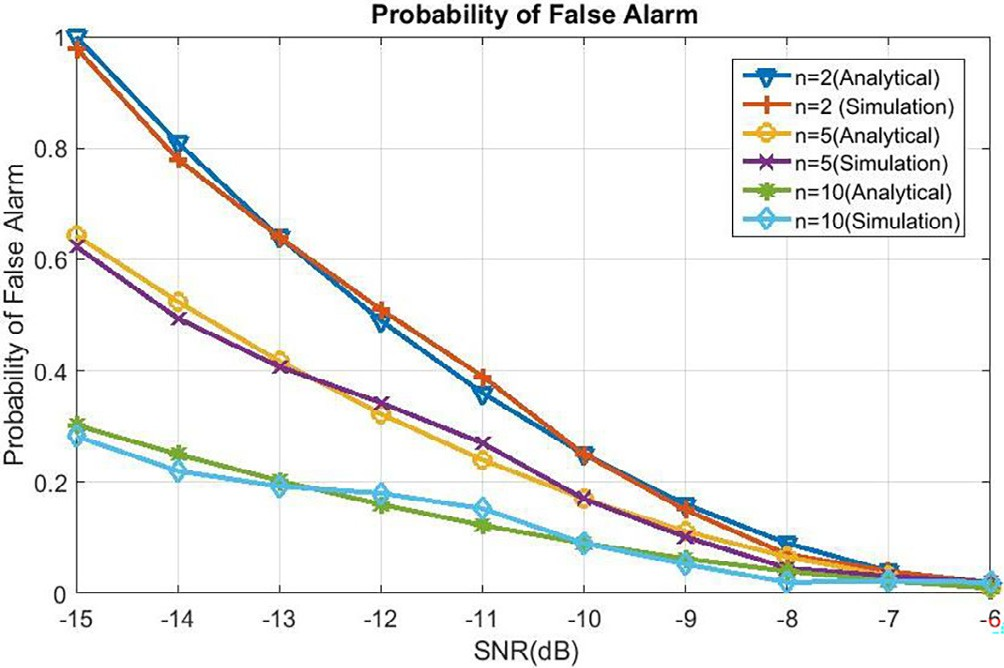 Probability of False Alarm
Probability of False Alarm
1
0.8
0.6
0.4
0.2
0
n=2(Analytical)
n=2 (Simulation)
n=5(Analytical)
n=5(Simulation)
n=10(Analytical)
n=10(Simulation)
-15 -14 -13 -12 -11 -10 -9 -8 -7 -6
SNR(dB)